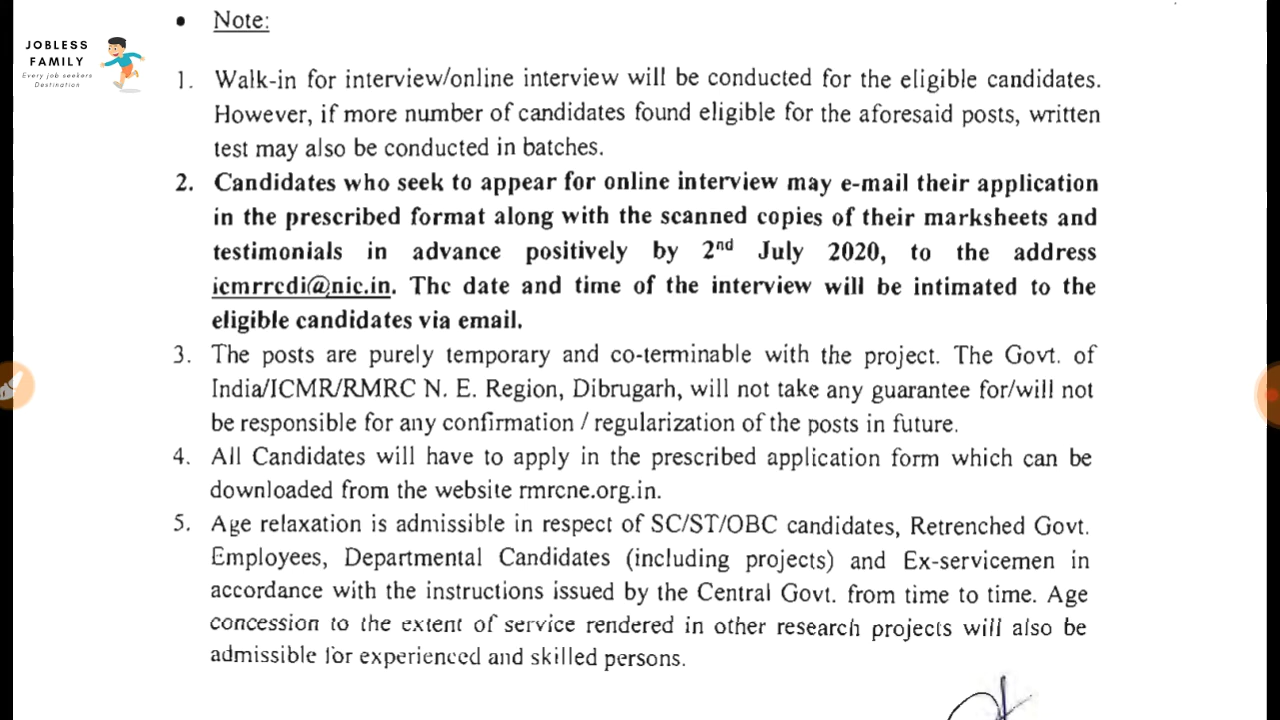 JOBLESS
FAMILY
Every job seekers
Destination
• Note:
1. Walk-in for interview/online interview will be conducted for the eligible candidates.
However, if more number of candidates found eligible for the aforesaid posts, written
test may also be conducted in batches.
2. Candidates who seek to appear for online interview may e-mail their application
in the prescribed format along with the scanned copies of their marksheets and
testimonials in advance positively by 2nd July 2020, to the address
icmrrcdi@nic.in. The date and time of the interview will be intimated to the
eligible candidates via email.
3. The posts are purely temporary and co-terminable with the project. The Govt. of
India/ICMR/RMRC N. E. Region, Dibrugarh, will not take any guarantee for/will not
be responsible for any confirmation / regularization of the posts in future.
4. All Candidates will have to apply in the prescribed application form which can be
downloaded from the website rmrcne.org.in.
5. Age relaxation is admissible in respect of SC/ST/OBC candidates, Retrenched Govt.
Employees, Departmental Candidates (including projects) and Ex-servicemen in
accordance with the instructions issued by the Central Govt. from time to time. Age
concession to the extent of service rendered in other research projects will also be
admissible for experienced and skilled persons.